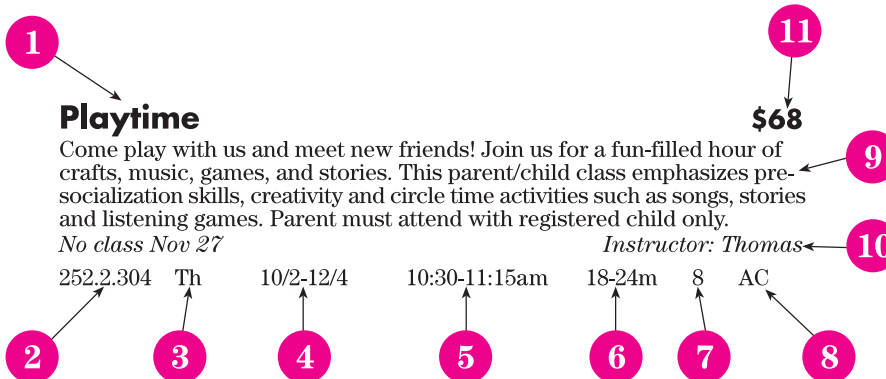 1
11
Playtime $68
Come play with us and meet new friends! Join us for a fun-filled hour of
crafts, music, games, and stories. This parent/child class emphasizes pre-
9
socialization skills, creativity and circle time activities such as songs, stories
and listening games. Parent must attend with registered child only.
No class Nov 27 Instructor: Thomas 10
252.2.304 Th 10/2-12/4 10:30-11:15am 18-24m 8 AC
2 3 4 5 6 7 8